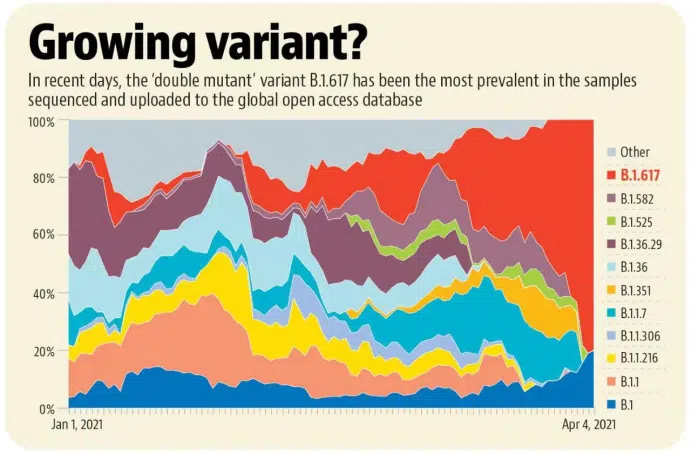 Growing variant?
In recent days, the ‘double mutant’ variant B.1.617 has been the most prevalent in the samples
sequenced and uploaded to the global open access database
100%
80%
60%
40%
20%
0%
Jan 1, 2021
Apr 4, 2021
Other
B.1.617
B.1.582
B.1.525
B.1.36.29
B.1.36
B.1.351
B.1.1.7
B.1.1.306
B.1.1.216
B.1.1
B.1